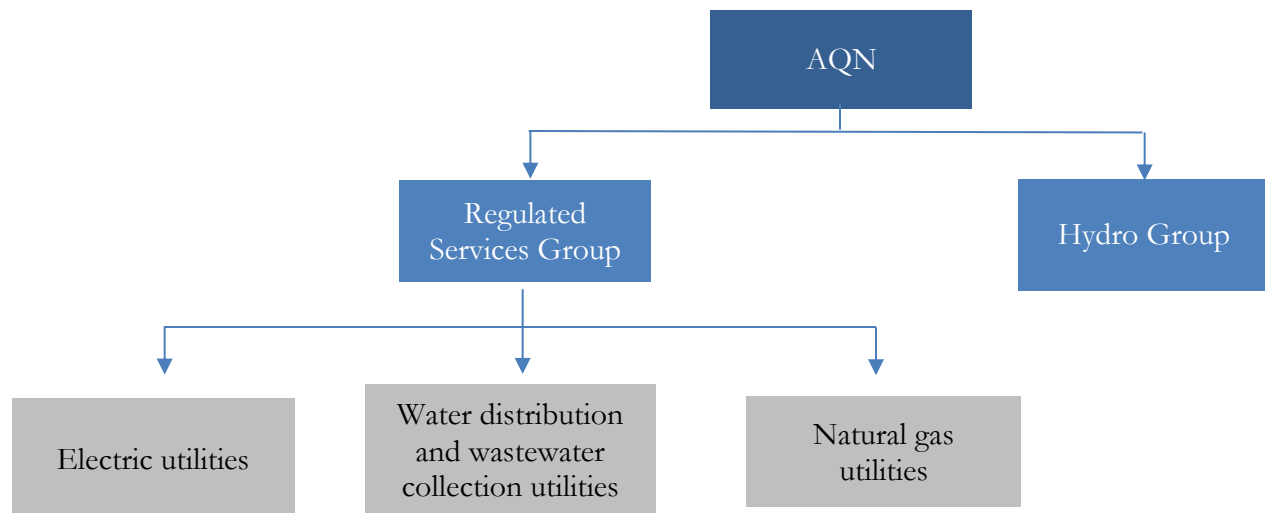 AQN
Regulated
Services Group
Hydro Group
Electric utilities
Water distribution
and wastewater
collection utilities
Natural gas
utilities